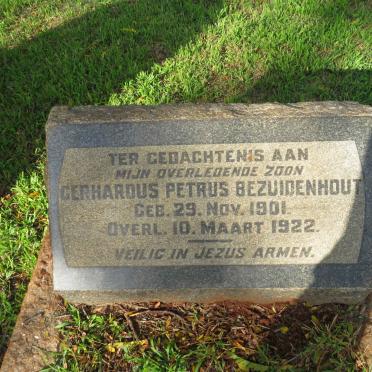 TER GEDACHTENIS AAN
MIJN OVERLEDENDE ZOON
GERHARDUS PETRUS BEZUIDENHOUT
GEB. 29. NOV. 1901.
OVERL. 10. MAART 1922.
VEILIG IN JEZUS ARMEN.